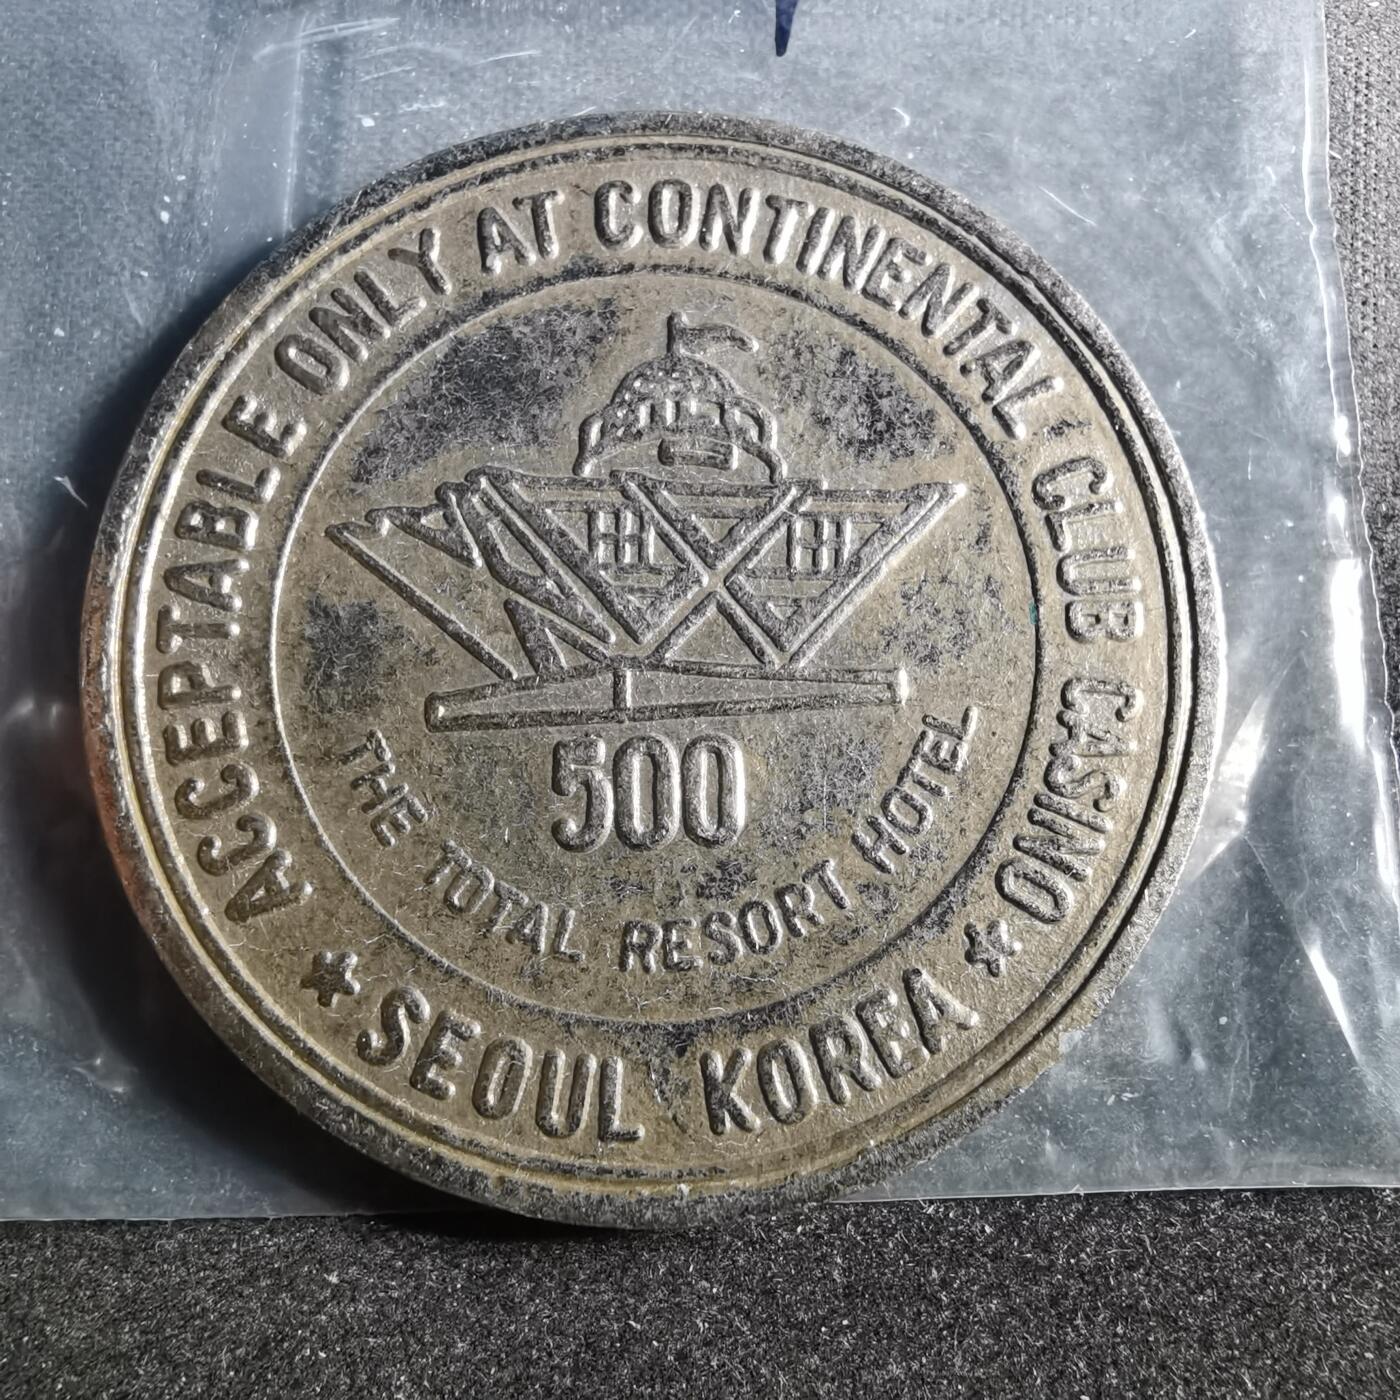 ACCEPTABLE ONLY AT CONTINENTAL CLUB CASINO
500
THE TOTAL RESORT HOTEL
* SEOUL KOREA *